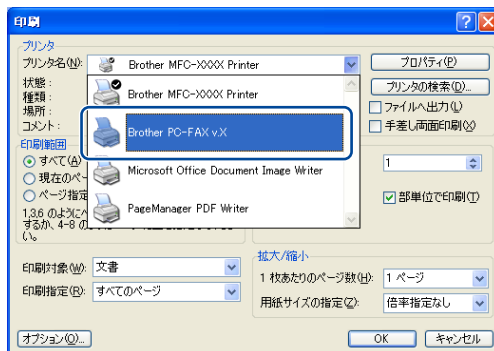 印刷
プリンタ
プリンタ名(N): Brother MFC-XXXX Printer プロパティ(P)
状態: Brother MFC-XXXX Printer プリンタの検索(D)...
種類:
場所: ファイルへ出力(L)
コメント: Brother PC-FAX v.X 手差し両面印刷(X)
印刷範囲
すべて(A) Microsoft Office Document Image Writer 1
現在のペー
ページ指定 PageManager PDF Writer 部単位で印刷(T)
1,3,6 のように
するか、4-8 の
い。
拡大/縮小
印刷対象(W): 文書 1 枚あたりのページ数(H): 1 ページ
印刷指定(R): すべてのページ 用紙サイズの指定(Z): 倍率指定なし
オプション(O)... OK キャンセル